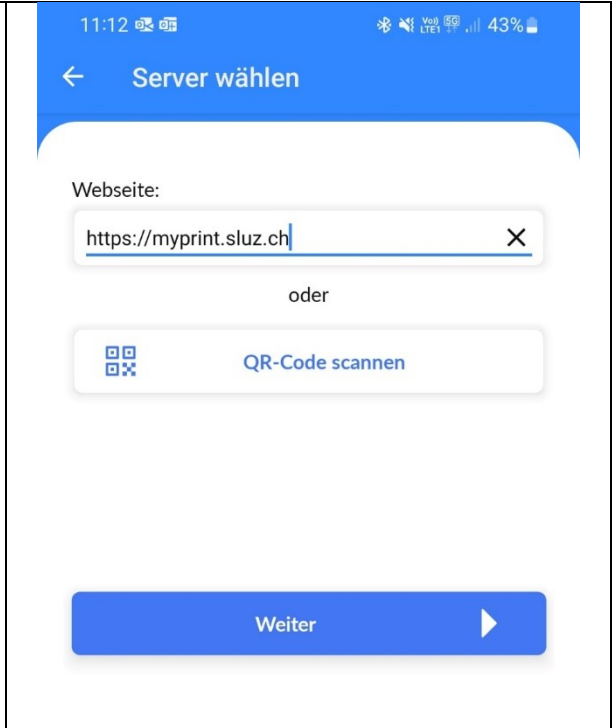 11:12 43%
Server wählen
Webseite:
https://myprint.sluz.ch
oder
QR-Code scannen
Weiter